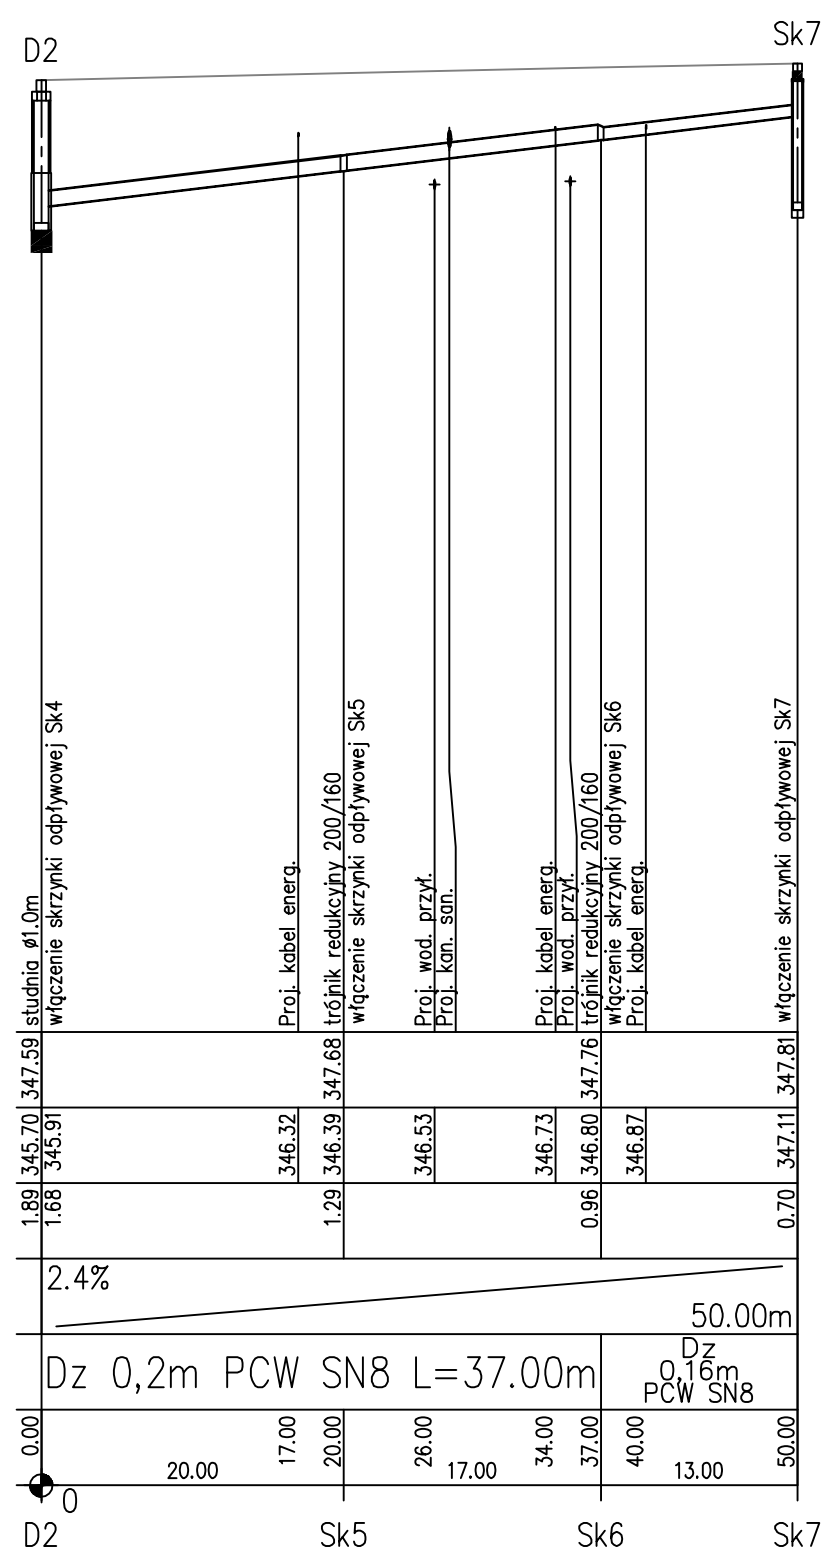 D2
Sk7
studnia ø1.0m
włączenie skrzynki odpływowej Sk4
Proj. kabel energ.
trójnik redukcyjny 200/160
włączenie skrzynki odpływowej Sk5
Proj. wod. przył.
Proj. kan. san.
Proj. kabel energ.
Proj. wod. przył.
trójnik redukcyjny 200/160
włączenie skrzynki odpływowej Sk6
Proj. kabel energ.
włączenie skrzynki odpływowej Sk7
347.59
347.68
347.76
347.81
345.70
345.91
346.32
346.39
346.53
346.73
346.80
346.87
347.11
1.89
1.68
1.29
0.96
0.70
2.4%
50.00m
Dz 0,2m PCW SN8 L=37.00m
Dz
0,16m
PCW SN8
0.00
17.00
20.00
26.00
34.00
37.00
40.00
50.00
20.00
17.00
13.00
0
D2
Sk5
Sk6
Sk7